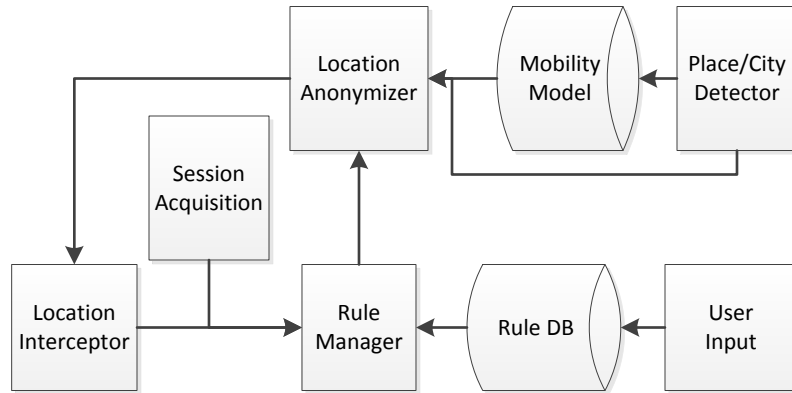 Location
Anonymizer
Mobility
Model
Place/City
Detector
Session
Acquisition
Location
Interceptor
Rule
Manager
Rule DB
User
Input